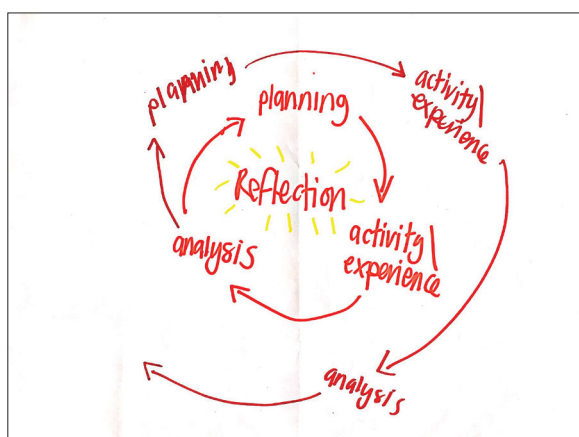 planning
activity/
experience
planning
Reflection
activity/
experience
analysis
analysis